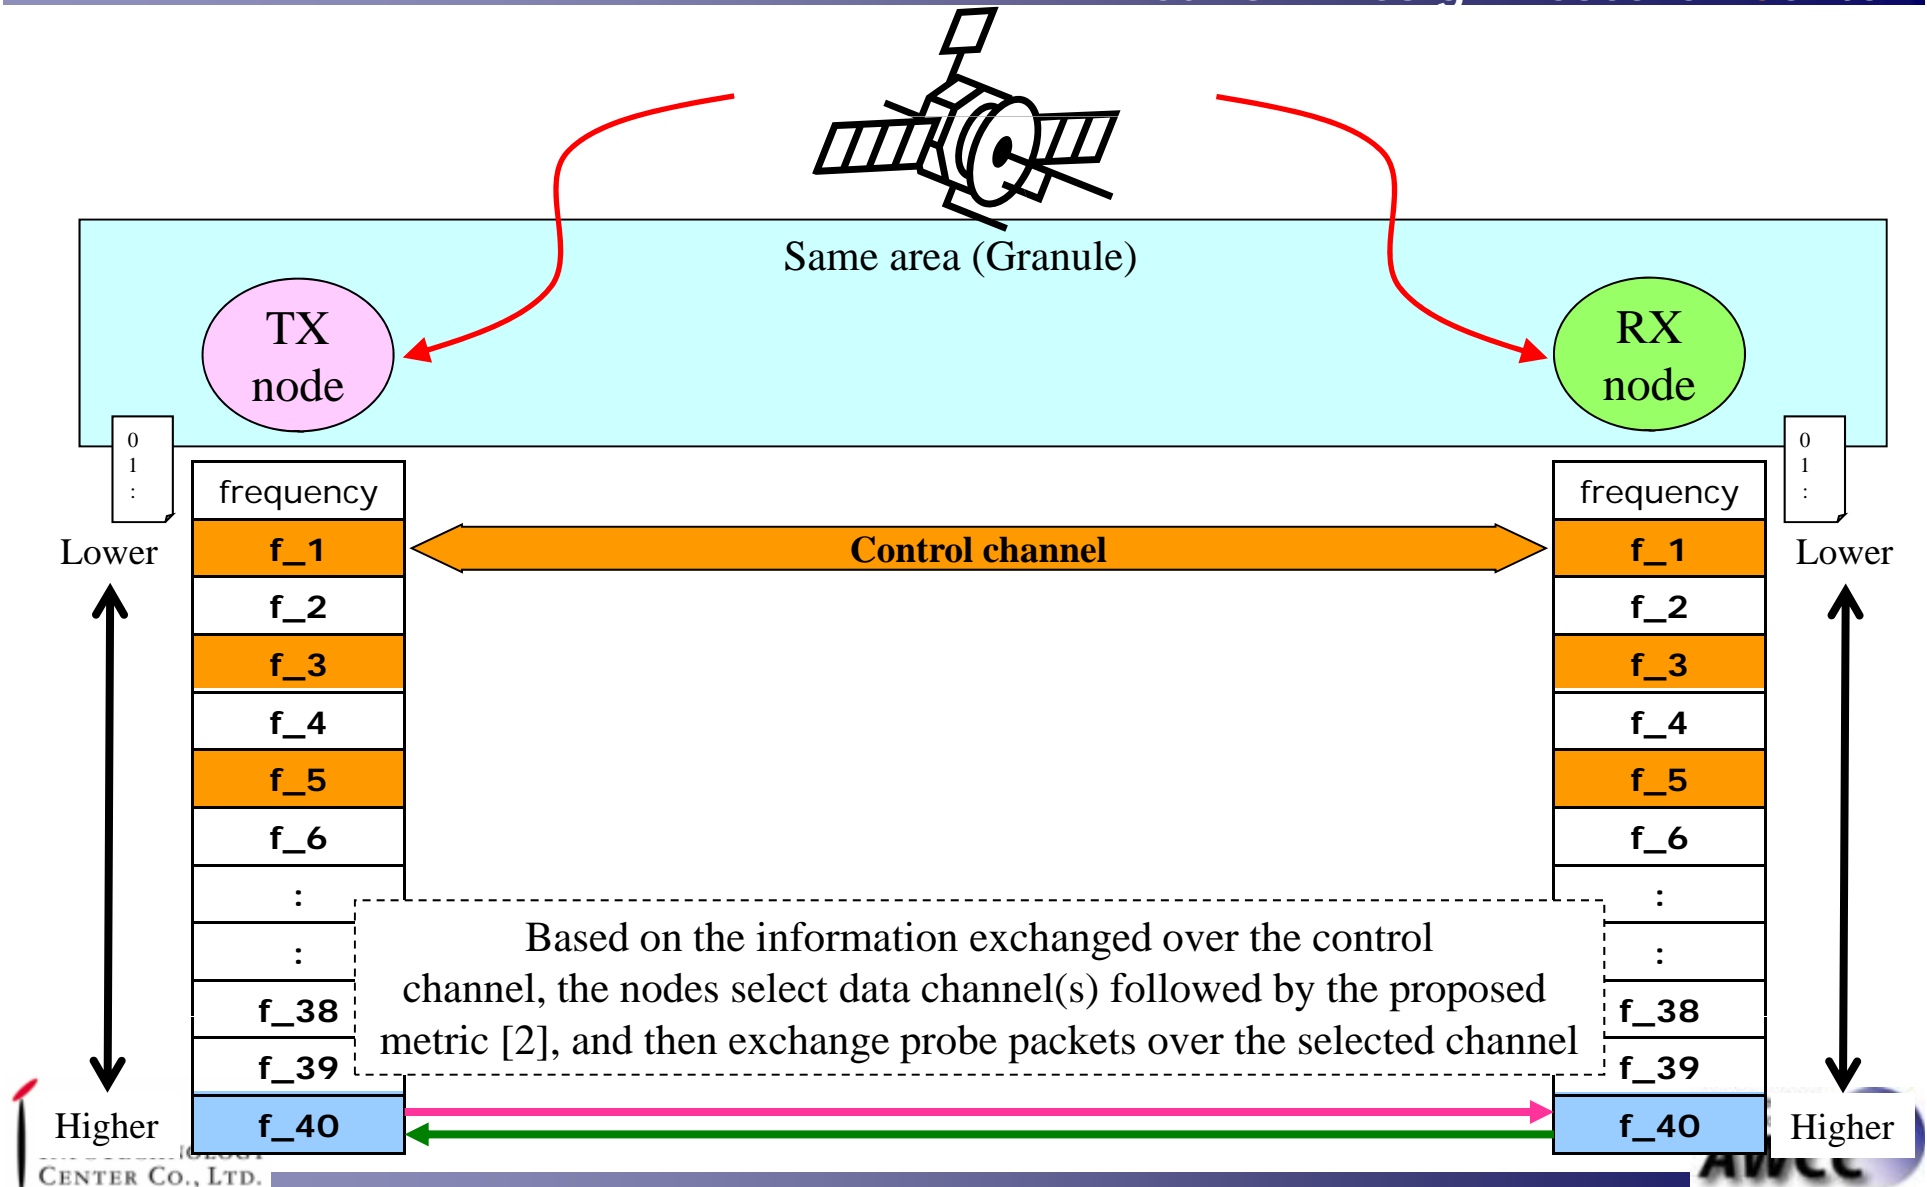 Same area (Granule)
TX
node
RX
node
0
1
:
0
1
:
frequency
f_1
f_2
f_3
f_4
f_5
f_6
:
:
f_38
f_39
f_40
Lower
Higher
Control channel
Based on the information exchanged over the control
channel, the nodes select data channel(s) followed by the proposed
metric [2], and then exchange probe packets over the selected channel
frequency
f_1
f_2
f_3
f_4
f_5
f_6
:
:
f_38
f_39
f_40
Lower
Higher
CENTER CO., LTD.
AWCC